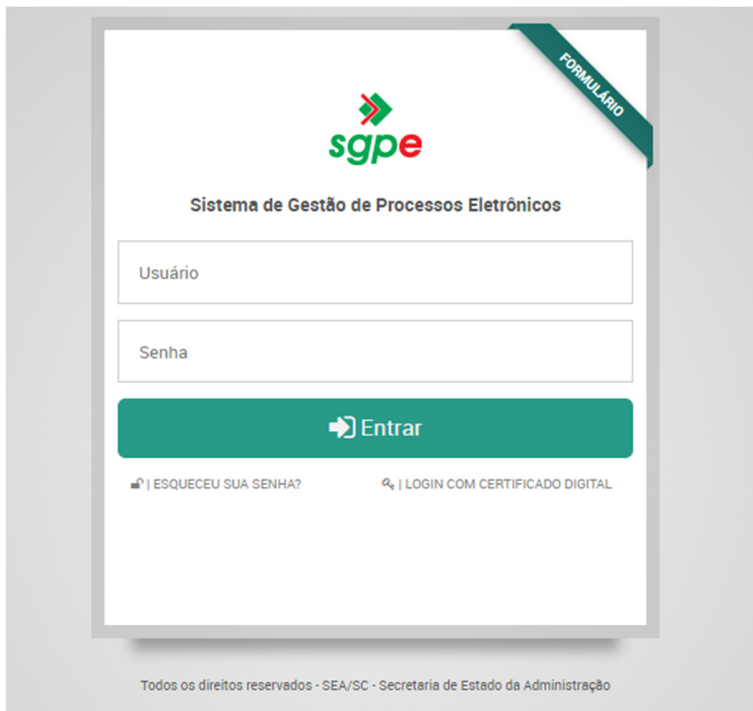 FORMULÁRIO
sgpe
Sistema de Gestão de Processos Eletrônicos
Usuário
Senha
Entrar
| ESQUECEU SUA SENHA? | LOGIN COM CERTIFICADO DIGITAL
Todos os direitos reservados - SEA/SC - Secretaria de Estado da Administração